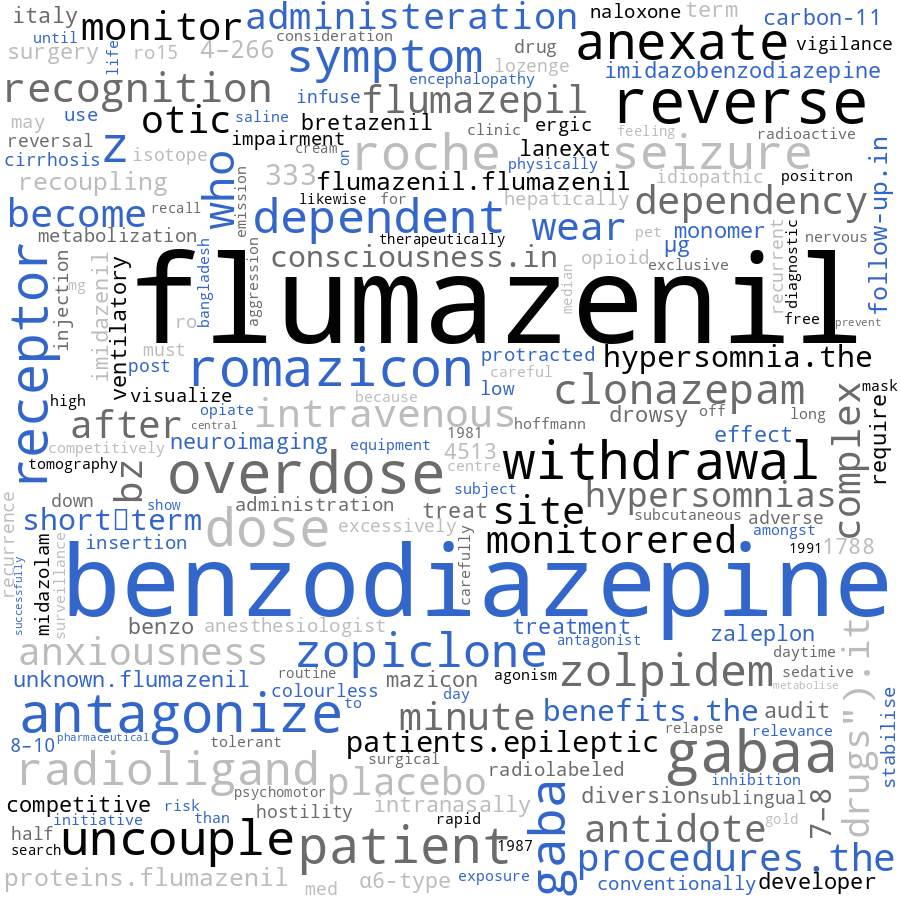 italy
monitor
administeration
naloxone
term
until
consideration
carbon-11
surgery
life
ro15
4–266
symptom
drug
anexate
vigilance
lozenge
encephalopathy
imidazobenzodiazepine
recognition
infuse
flumazepil
reverse
may
use
otic
saline
bretazenil
clinic
ergic
feeling
radioactive
reversal
z
impairment
lanexat
cirrhosis
isotope
who
cream
on
roche
physically
seizure
follow-up.in
recoupling
emission
333
flumazenil.flumazenil
idiopathic
positron
likewise
for
hepatically
dependency
become
recall
dependent
wear
pet
monomer
nervous
metabolization
therapeutically
µg
recurrent
diagnostic
receptor
injection
mg
imidazenil
ventilatory
bangladesh
aggression
consciousness.in
opioid
exclusive
median
flumazenil
ro
free
prevent
must
post
romazicon
protracted
hypersomnia.the
careful
low
clonazepam
complex
mask
high
visualize
because
require
after
opiate
central
intravenous
hoffmann
drowsy
off
long
competitively
neuroimaging
equipment
1981
4513
effect
tomography
bz
overdose
centre
withdrawal
recurrence
down
show
administration
subject
hypersomnias
short term
dose
excessively
treat
site
subcutaneous
adverse
insertion
carefully
monitorered
amongst
1991
1788
successfully
midazolam
surveillance
benzodiazepine
benzo
anesthesiologist
treatment
zaleplon
drugs").it
anxiousness
zopiclone
antagonist
daytime
unknown.flumazenil
routine
mazicon
agonism
zolpidem
sedative
metabolise
colourless
day
antagonize
to
minute
benefits.the
audit
stabilise
8–10
pharmaceutical
tolerant
patients.epileptic
relapse
relevance
radioligand
surgical
placebo
radiolabeled
gabaa
inhibition
competitive
risk
psychomotor
hostility
intranasally
gaba
diversion
sublingual
7–8
initiative
than
rapid
antidote
gold
half
search
uncouple
patient
1987
procedures.the
proteins.flumazenil
med
α6-type
exposure
conventionally
developer